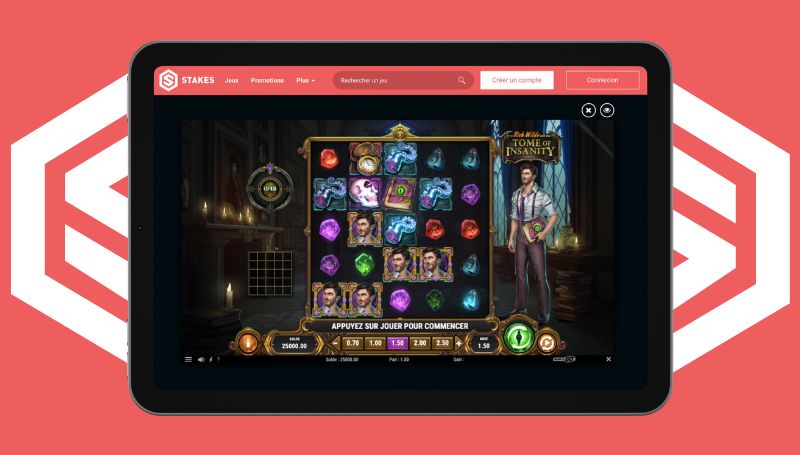 STAKES Jeux Promotions Plus Rechercher un jeu Créer un compte Connexion
Rich Wilde and the
TOME OF
INSANITY
0/48
APPUYEZ SUR JOUER POUR COMMENCER
SOLDE
25000.00
0.70 1.00 1.50 2.00 2.50
MISE
1.50
Solde : 25000.00 Pari : 1.50 Gain :